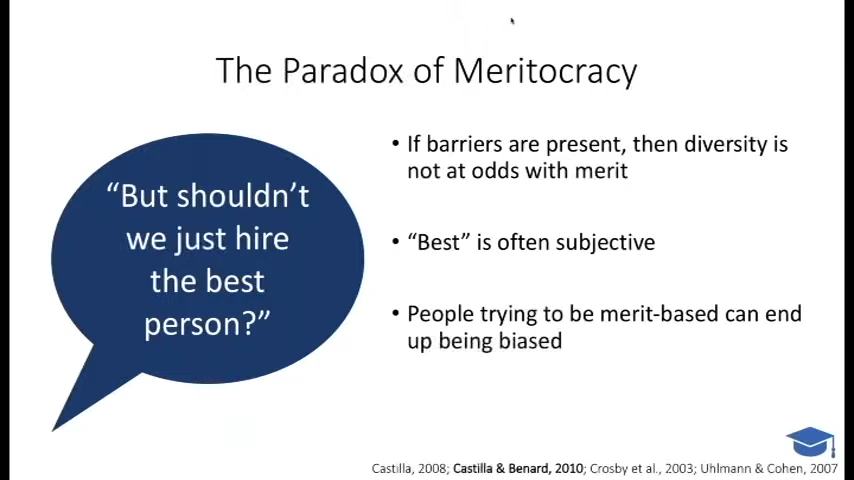 The Paradox of Meritocracy
“But shouldn’t
we just hire
the best
person?”
• If barriers are present, then diversity is
not at odds with merit
• “Best” is often subjective
• People trying to be merit-based can end
up being biased
Castilla, 2008; Castilla & Benard, 2010; Crosby et al., 2003; Uhlmann & Cohen, 2007